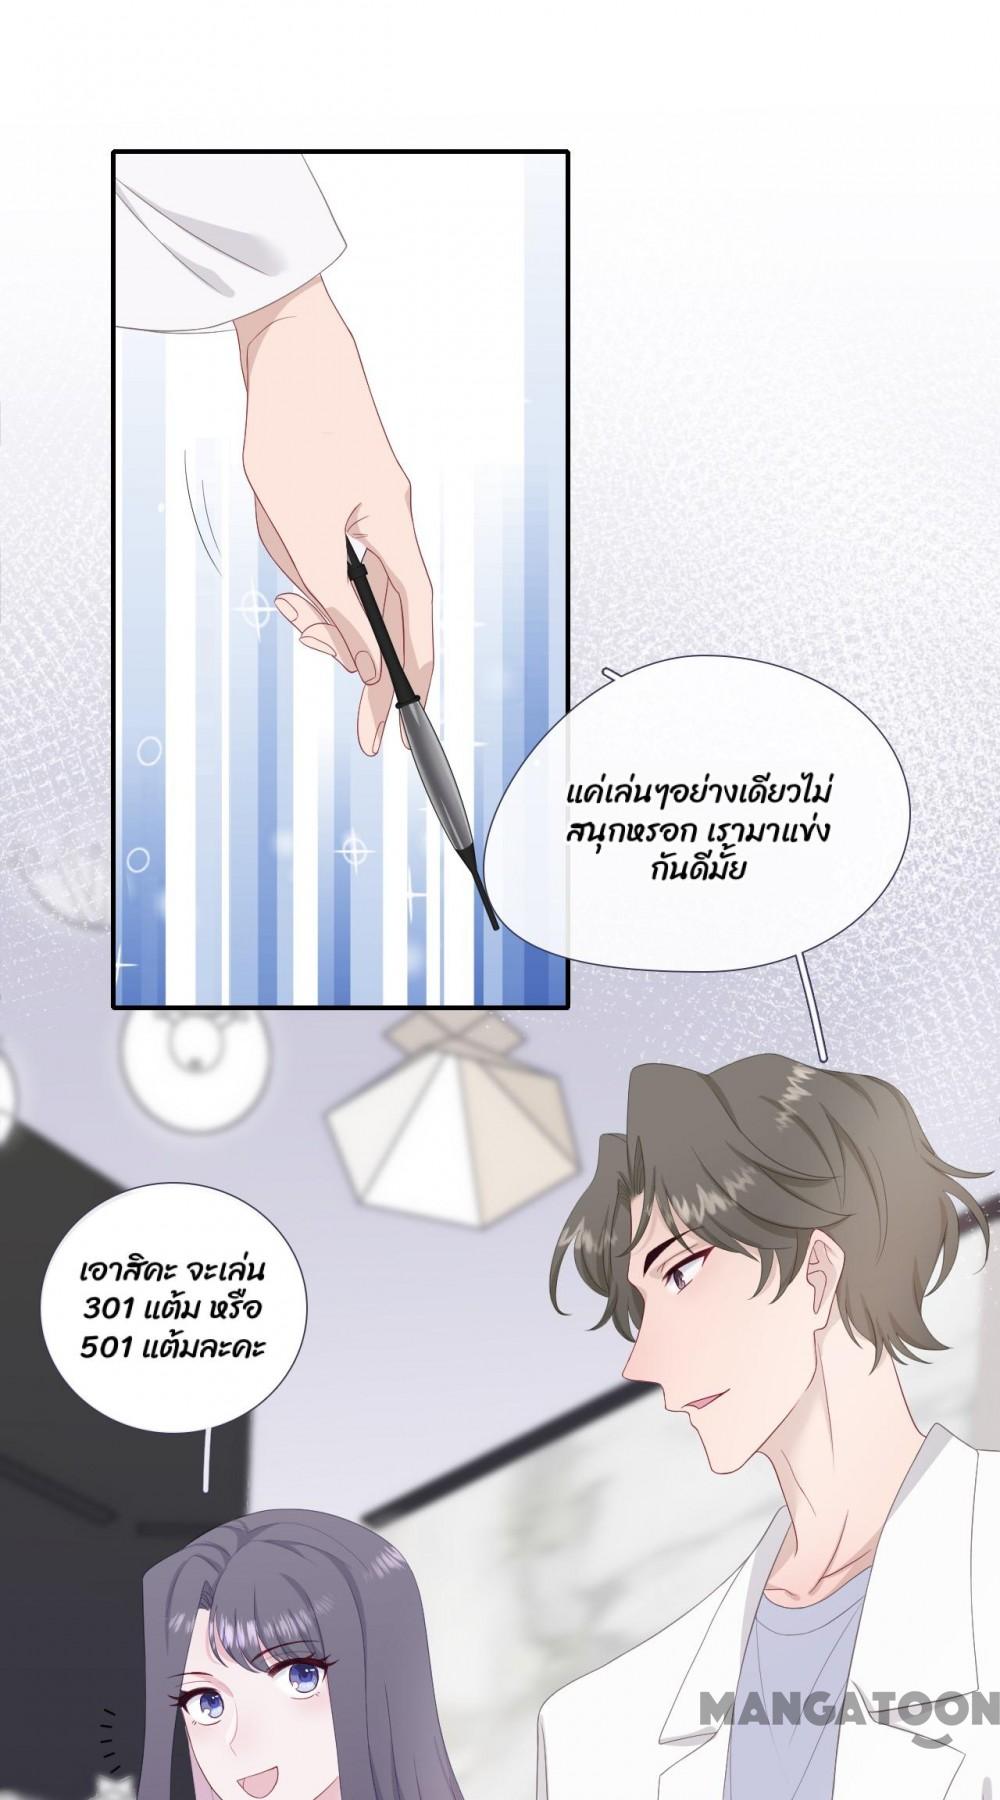 แค่เล่นๆอย่างเดียวไม่
สนุกหรอก เรามาแข่ง
กันดีมั้ย
เอาสิคะ จะเล่น
301 แต้ม หรือ
501 แต้มละคะ
MANGATOON